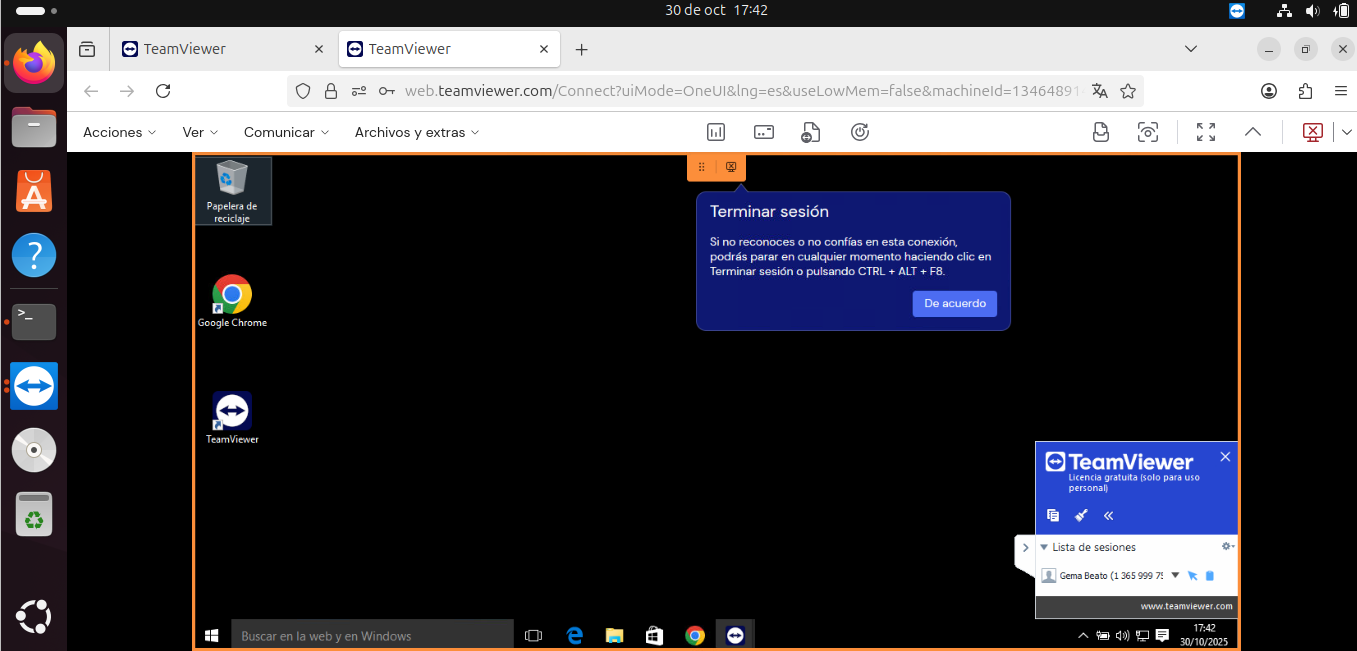 30 de oct 17:42
TeamViewer
TeamViewer
web.teamviewer.com/Connect?uiMode=OneUI&lng=es&useLowMem=false&machineId=13464891
Acciones
Ver
Comunicar
Archivos y extras
Papelera de
reciclaje
Terminar sesión
Si no reconoces o no confías en esta conexión,
podrás parar en cualquier momento haciendo clic en
Terminar sesión o pulsando CTRL + ALT + F8.
De acuerdo
Google Chrome
TeamViewer
TeamViewer
Licencia gratuita (solo para uso
personal)
Lista de sesiones
Gema Beato (1 365 999 75
www.teamviewer.com
Buscar en la web y en Windows
17:42
30/10/2025